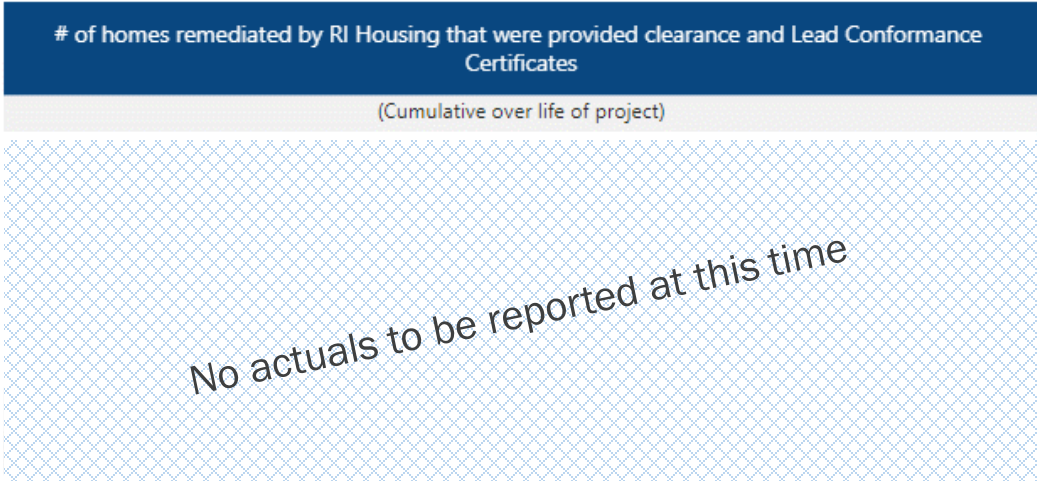 # of homes remediated by RI Housing that were provided clearance and Lead Conformance
Certificates
(Cumulative over life of project)
No actuals to be reported at this time